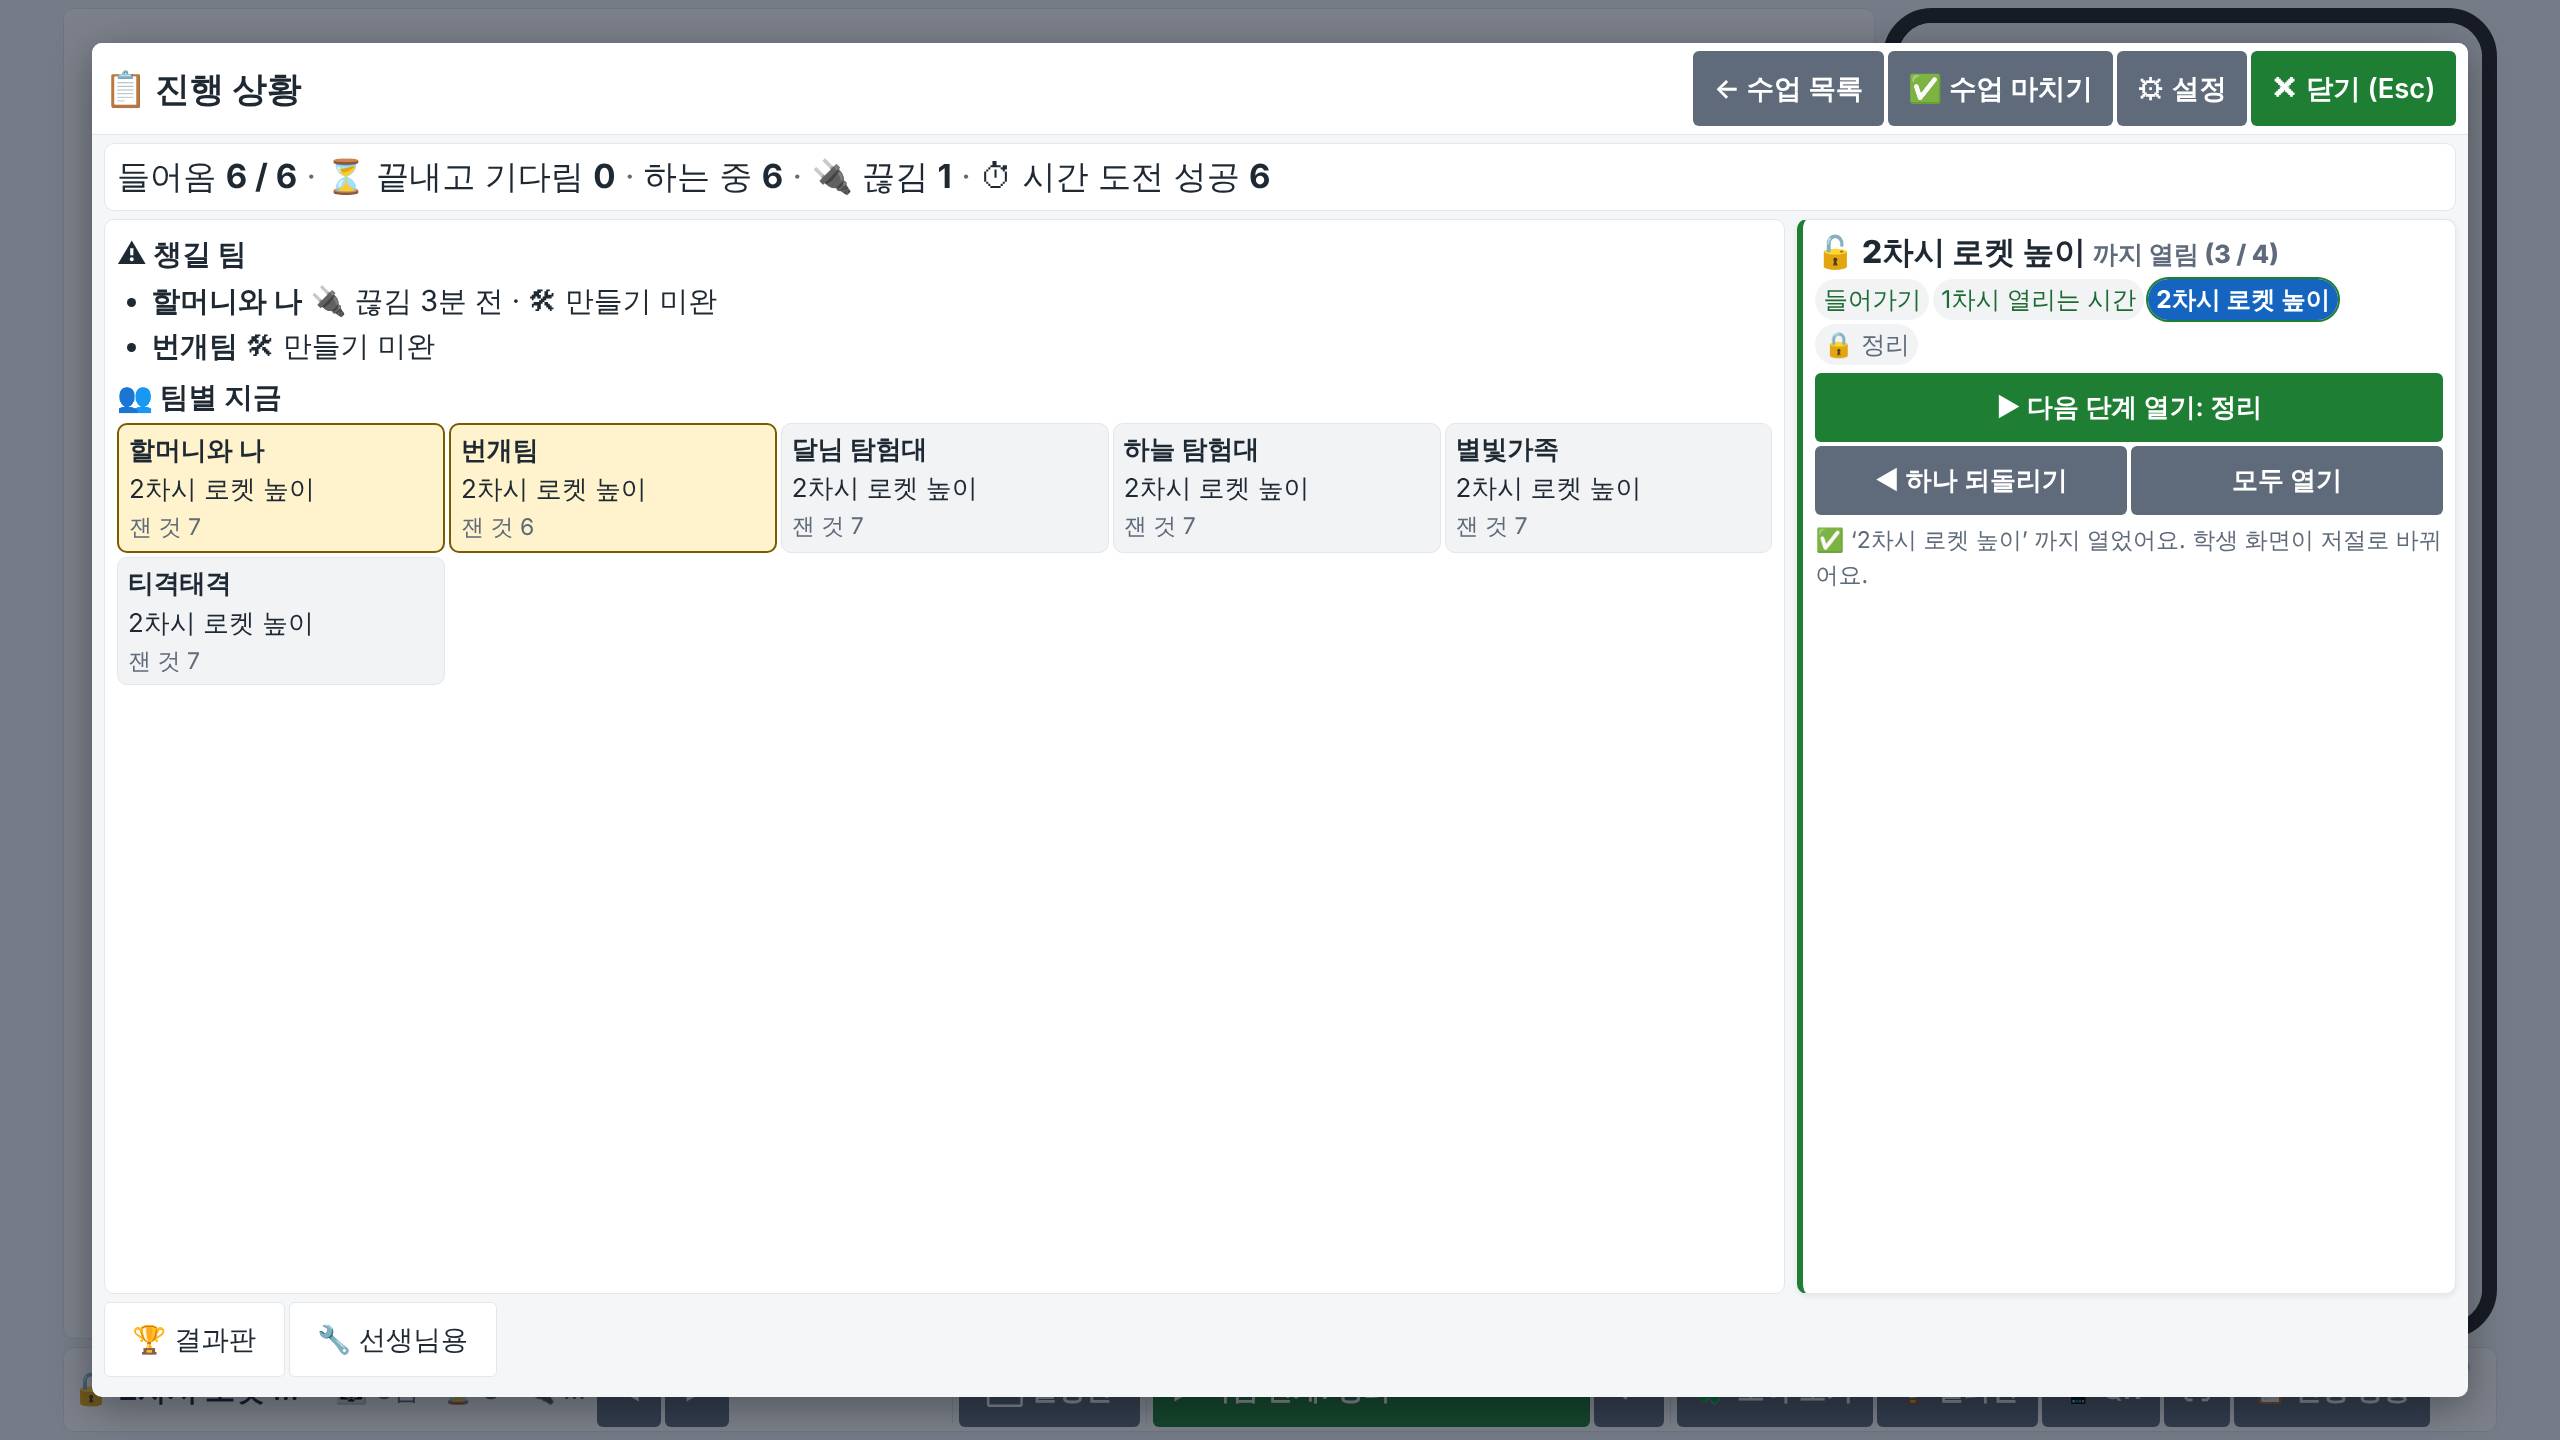 📋 진행 상황
← 수업 목록
✅ 수업 마치기
⚙ 설정
✖ 닫기 (Esc)
들어옴 6 / 6 · ⏳ 끝내고 기다림 0 · 하는 중 6 · 🔌 끊김 1 · ⏱ 시간 도전 성공 6
⚠ 챙길 팀
• 할머니와 나 🔌 끊김 3분 전 · 🛠 만들기 미완
• 번개팀 🛠 만들기 미완
👥 팀별 지금
할머니와 나
2차시 로켓 높이
잰 것 7
번개팀
2차시 로켓 높이
잰 것 6
달님 탐험대
2차시 로켓 높이
잰 것 7
하늘 탐험대
2차시 로켓 높이
잰 것 7
별빛가족
2차시 로켓 높이
잰 것 7
티격태격
2차시 로켓 높이
잰 것 7
🔓 2차시 로켓 높이 까지 열림 (3 / 4)
들어가기 1차시 열리는 시간 2차시 로켓 높이
🔒 정리
▶ 다음 단계 열기: 정리
◀ 하나 되돌리기
모두 열기
✅ ‘2차시 로켓 높이’ 까지 열었어요. 학생 화면이 저절로 바뀌
어요.
🏆 결과판
🔧 선생님용